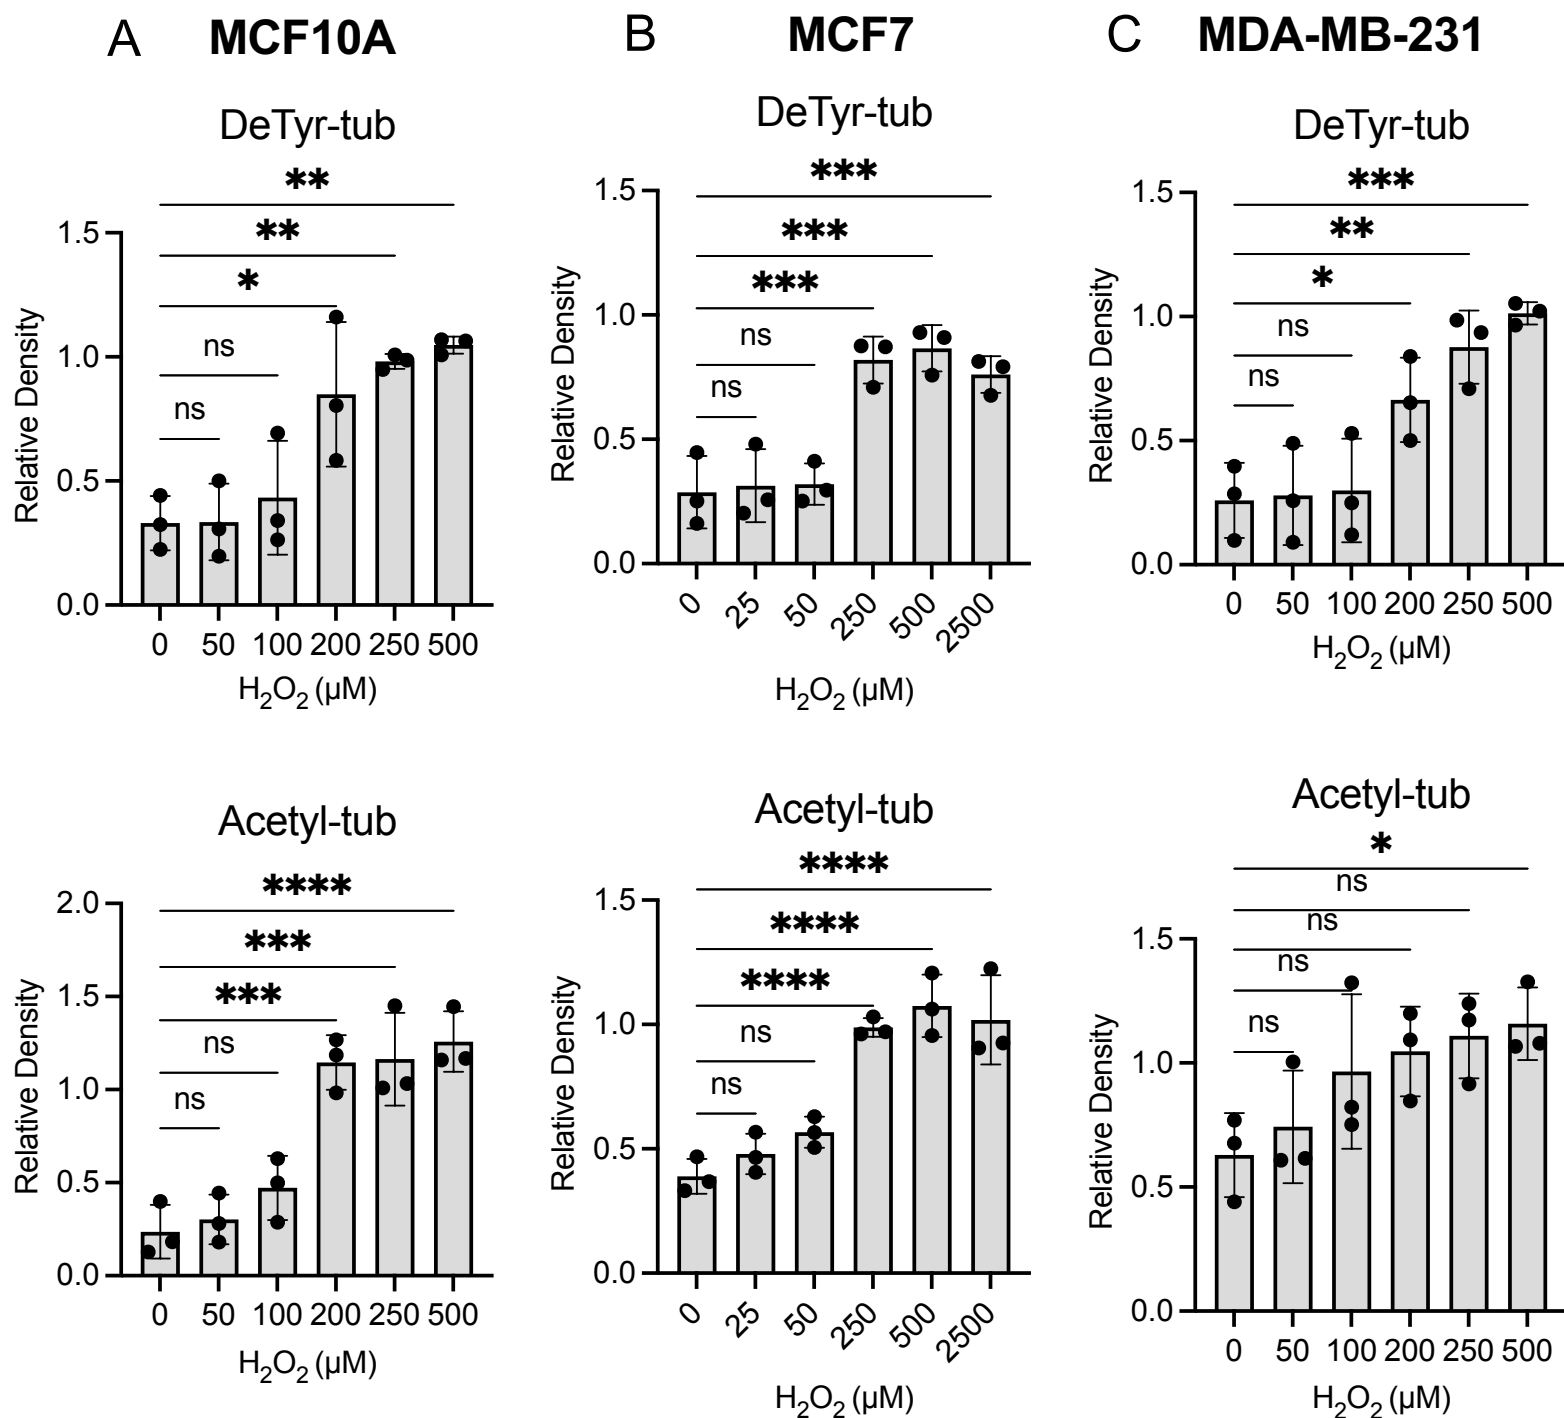 A MCF10A
DeTyr-tub
**
**
*
ns
ns
Relative Density
1.5
1.0
0.5
0.0
0 50 100 200 250 500
H2O2 (µM)
Acetyl-tub
****
***
***
ns
ns
Relative Density
2.0
1.5
1.0
0.5
0.0
0 50 100 200 250 500
H2O2 (µM)
B MCF7
DeTyr-tub
***
***
***
ns
ns
Relative Density
1.5
1.0
0.5
0.0
0 25 50 250 500 2500
H2O2 (µM)
Acetyl-tub
****
****
****
ns
ns
Relative Density
1.5
1.0
0.5
0.0
0 25 50 250 500 2500
H2O2 (µM)
C MDA-MB-231
DeTyr-tub
***
**
*
ns
ns
Relative Density
1.5
1.0
0.5
0.0
0 50 100 200 250 500
H2O2 (µM)
Acetyl-tub
*
ns
ns
ns
ns
Relative Density
1.5
1.0
0.5
0.0
0 50 100 200 250 500
H2O2 (µM)